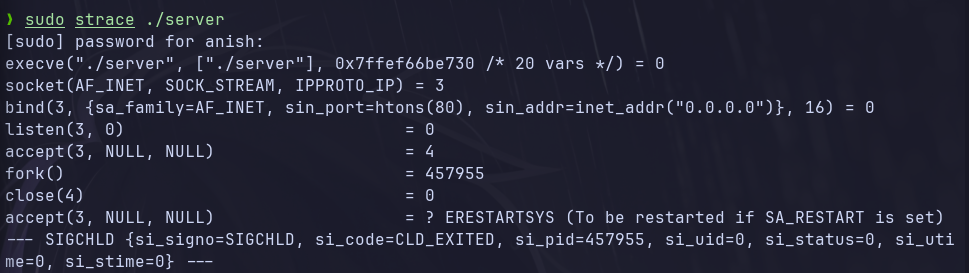 ❯ sudo strace ./server
[sudo] password for anish:
execve("./server", ["./server"], 0x7ffef66be730 /* 20 vars */) = 0
socket(AF_INET, SOCK_STREAM, IPPROTO_IP) = 3
bind(3, {sa_family=AF_INET, sin_port=htons(80), sin_addr=inet_addr("0.0.0.0")}, 16) = 0
listen(3, 0)                            = 0
accept(3, NULL, NULL)                   = 4
fork()                                  = 457955
close(4)                                = 0
accept(3, NULL, NULL)                   = ? ERESTARTSYS (To be restarted if SA_RESTART is set)
--- SIGCHLD {si_signo=SIGCHLD, si_code=CLD_EXITED, si_pid=457955, si_uid=0, si_status=0, si_uti
me=0, si_stime=0} ---